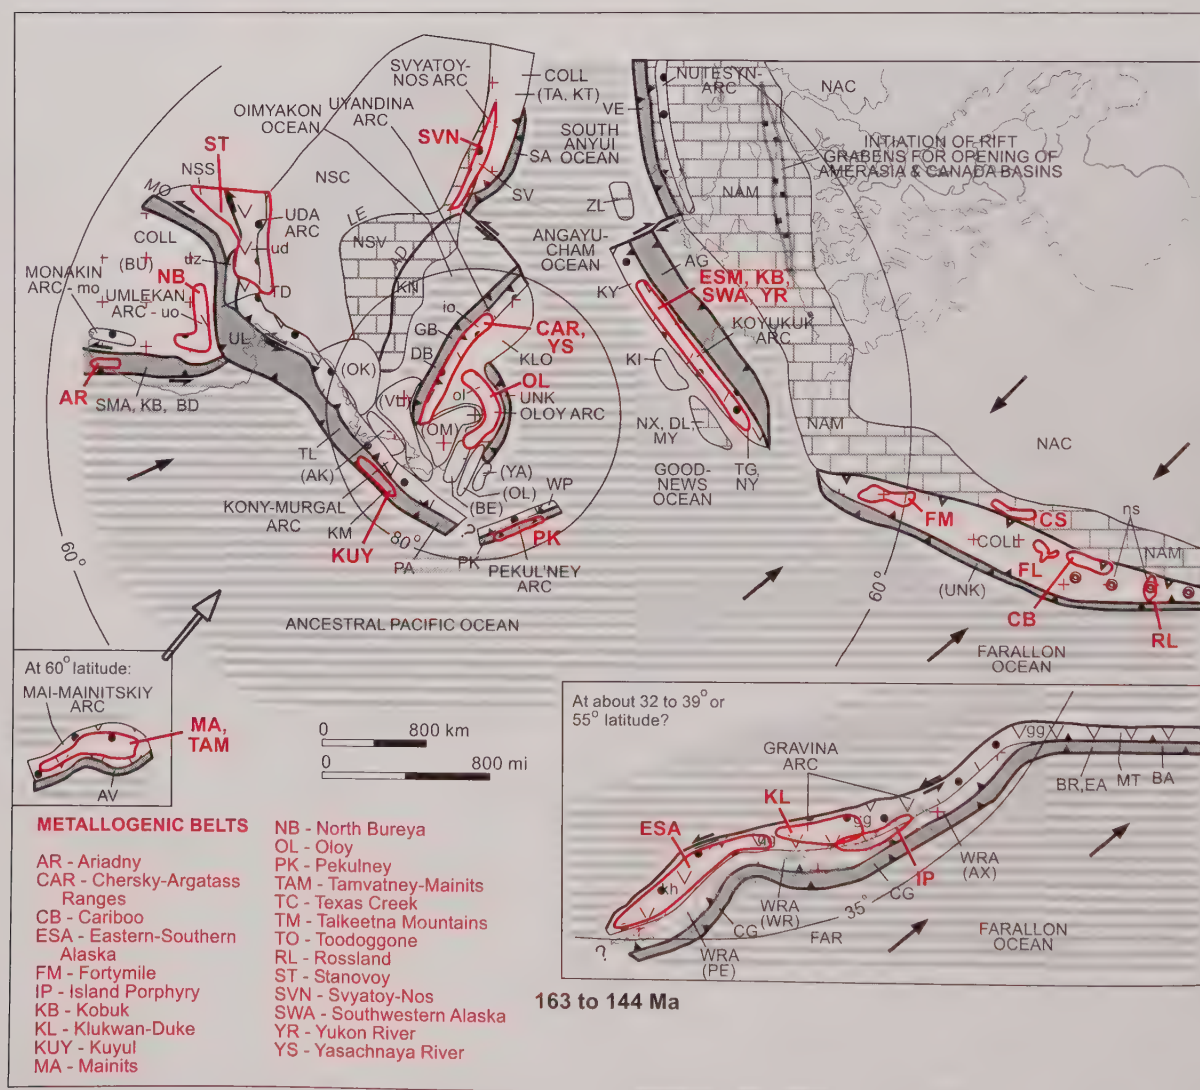 SVYATOY-
NOS ARC
COLL
(TA, KT)
OIMYAKON
OCEAN
UYANDINA
ARC
SVN
SOUTH
ANYUI
OCEAN
SA
SV
VE
NUTESYN-
ARC
NAC
INTIATION OF RIFT
GRABENS FOR OPENING OF
AMERASIA & CANADA BASINS
NAM
ST
NSS
NSC
MO
UDA
ARC
ud
LE
NSV
AD
KN
COLL
(BU)
dz
TD
MONAKIN
ARC - mo
NB
UMLEKAN
ARC - uo
UL
AR
SMA, KB, BD
ZL
ANGAYU-
CHAM
OCEAN
AG
KY
ESM, KB,
SWA, YR
KOYUKUK
ARC
KI
NX, DL,
MY
GOOD-
NEWS
OCEAN
TG,
NY
io
GB
DB
CAR,
YS
KLO
(OK)
OL
UNK
OLOY ARC
ol
(OM)
(YA)
(OL)
(BE)
WP
TL
(AK)
KONY-MURGAL
ARC
KM
KUY
80°
PA
?
PK
PK
PEKUL'NEY
ARC
60°
NAM
NAC
FM
CS
COLL
ns
NAM
FL
(UNK)
CB
RL
60°
ANCESTRAL PACIFIC OCEAN
FARALLON
OCEAN
At 60° latitude:
MAI-MAINITSKIY
ARC
MA,
TAM
AV
0 800 km
0 800 mi
At about 32 to 39° or
55° latitude?
GRAVINA
ARC
gg
BR,EA
MT
BA
KL
gg
ESA
kh
IP
WRA
(AX)
CG
WRA
(WR)
35°
CG
FAR
WRA
(PE)
?
FARALLON
OCEAN
METALLOGENIC BELTS
AR - Ariadny
CAR - Chersky-Argatass
Ranges
CB - Cariboo
ESA - Eastern-Southern
Alaska
FM - Fortymile
IP - Island Porphyry
KB - Kobuk
KL - Klukwan-Duke
KUY - Kuyul
MA - Mainits
NB - North Bureya
OL - Oloy
PK - Pekulney
TAM - Tamvatney-Mainits
TC - Texas Creek
TM - Talkeetna Mountains
TO - Toodoggone
RL - Rossland
ST - Stanovoy
SVN - Svyatoy-Nos
SWA - Southwestern Alaska
YR - Yukon River
YS - Yasachnaya River
163 to 144 Ma